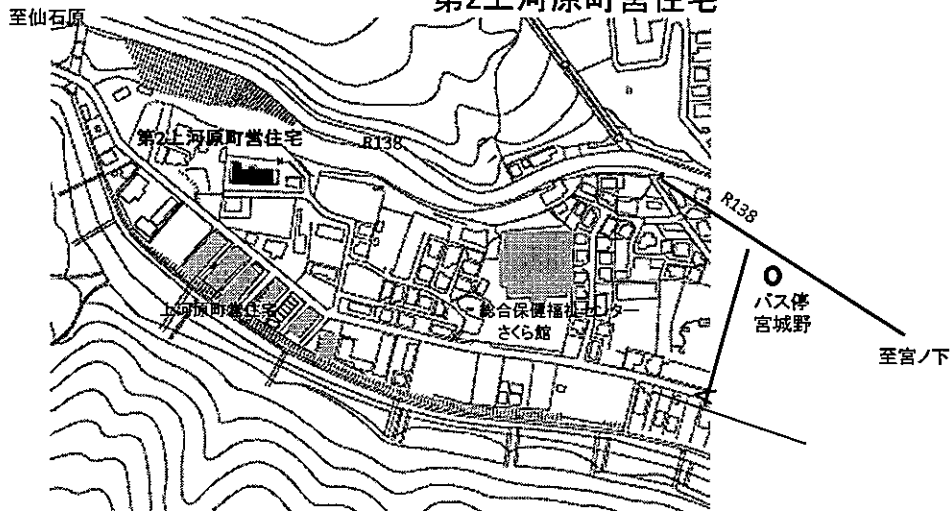 第2上河原町営住宅
至仙石原
第2上河原町営住宅
R138
R138
バス停
宮城野
至宮ノ下
上河原町営住宅
総合保健福祉センター
さくら館